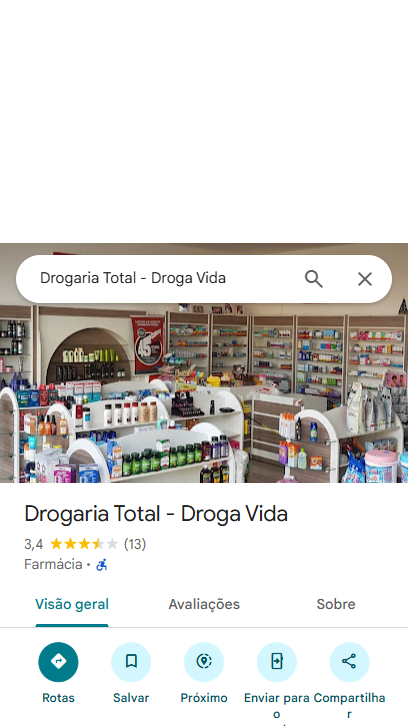 Drogaria Total - Droga Vida
45
Drogaria Total - Droga Vida
3,4 (13)
Farmácia ·
Visão geral Avaliações Sobre
Rotas Salvar Próximo Enviar para o Compartilhar